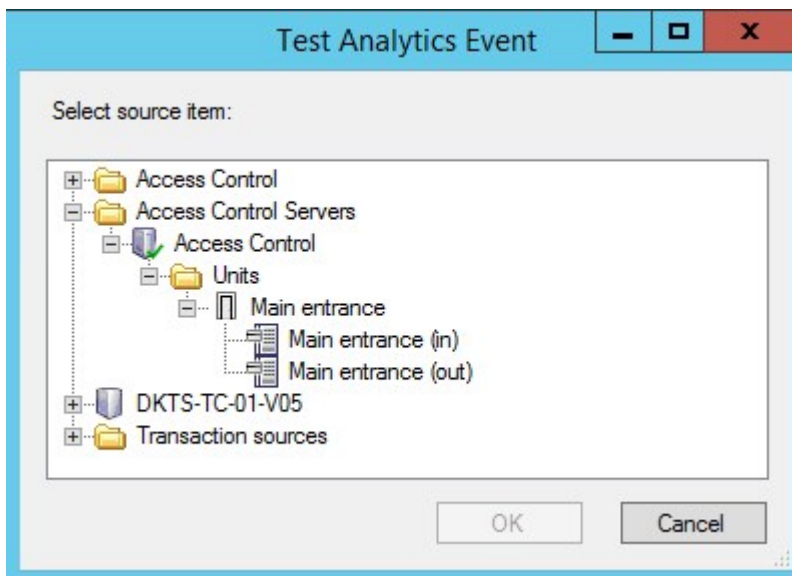 Test Analytics Event
Select source item:
Access Control
Access Control Servers
Access Control
Units
Main entrance
Main entrance (in)
Main entrance (out)
DKTS-TC-01-V05
Transaction sources
OK
Cancel